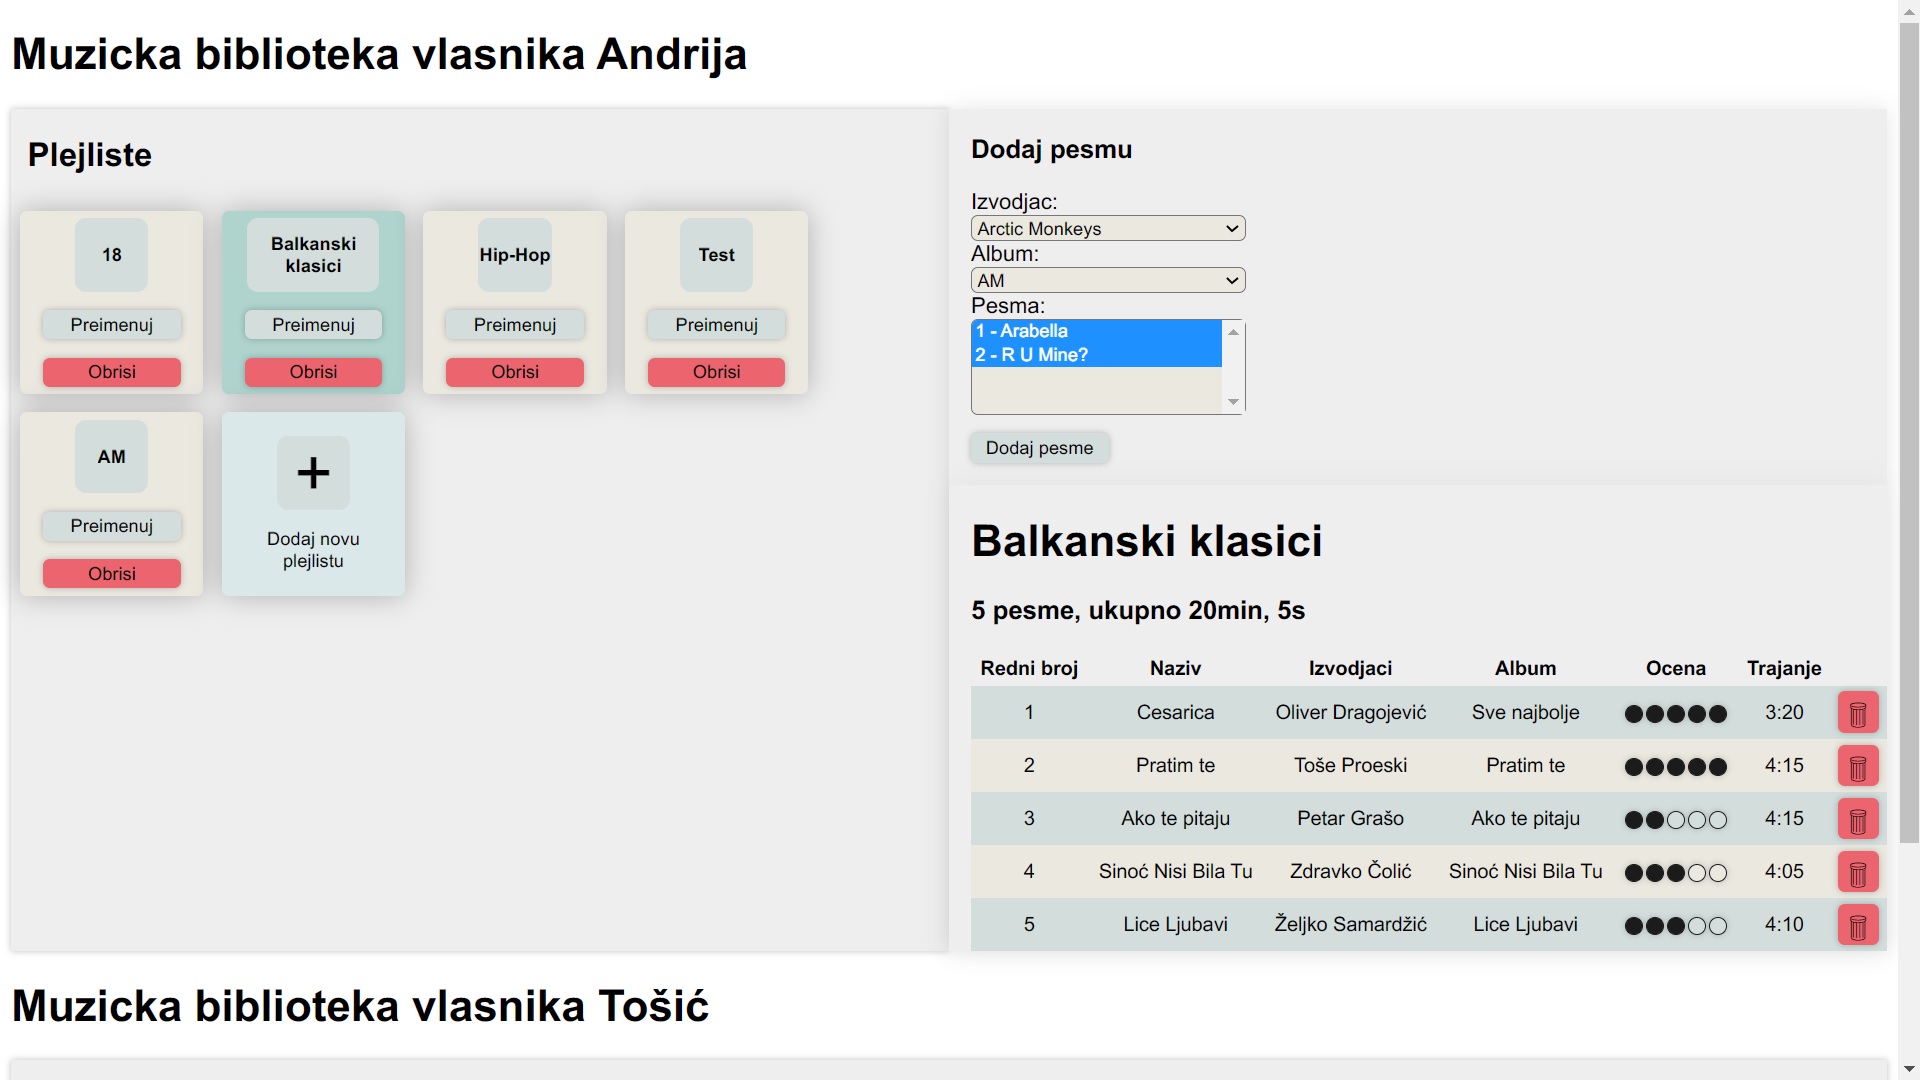 Muzicka biblioteka vlasnika Andrija
Plejliste
18
Preimenuj
Obrisi
Balkanski
klasici
Preimenuj
Obrisi
Hip-Hop
Preimenuj
Obrisi
Test
Preimenuj
Obrisi
AM
Preimenuj
Obrisi
+
Dodaj novu
plejlistu
Dodaj pesmu
Izvodjac:
Arctic Monkeys
Album:
AM
Pesma:
1 - Arabella
2 - R U Mine?
Dodaj pesme
Balkanski klasici
5 pesme, ukupno 20min, 5s
Redni broj Naziv Izvodjaci Album Ocena Trajanje
1 Cesarica Oliver Dragojević Sve najbolje 3:20
2 Pratim te Toše Proeski Pratim te 4:15
3 Ako te pitaju Petar Grašo Ako te pitaju 4:15
4 Sinoć Nisi Bila Tu Zdravko Čolić Sinoć Nisi Bila Tu 4:05
5 Lice Ljubavi Željko Samardžić Lice Ljubavi 4:10
Muzicka biblioteka vlasnika Tošić